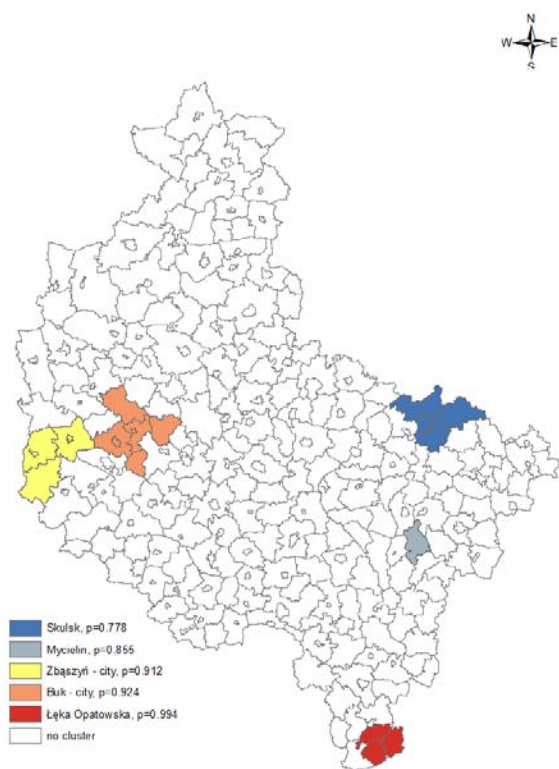 N
W E
S
Skulsk, p=0.778
Mycielin, p=0.855
Zbąszyń - city, p=0.912
Buk - city, p=0.924
Łęka Opatowska, p=0.994
no cluster